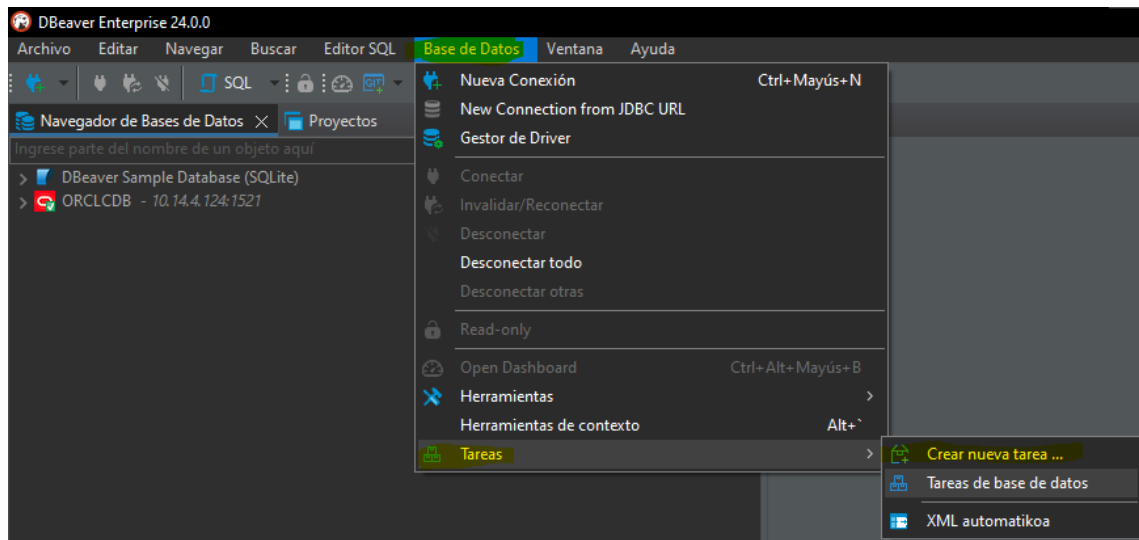 DBeaver Enterprise 24.0.0
Archivo Editar Navegar Buscar Editor SQL Base de Datos Ventana Ayuda
SQL GIT
Navegador de Bases de Datos Proyectos
Ingrese parte del nombre de un objeto aquí
DBeaver Sample Database (SQLite)
ORCLCDB - 10.14.4.124:1521
Nueva Conexión Ctrl+Mayús+N
New Connection from JDBC URL
Gestor de Driver
Conectar
Invalidar/Reconectar
Desconectar
Desconectar todo
Desconectar otras
Read-only
Open Dashboard Ctrl+Alt+Mayús+B
Herramientas
Herramientas de contexto Alt+`
Tareas
Crear nueva tarea ...
Tareas de base de datos
XML automatikoa